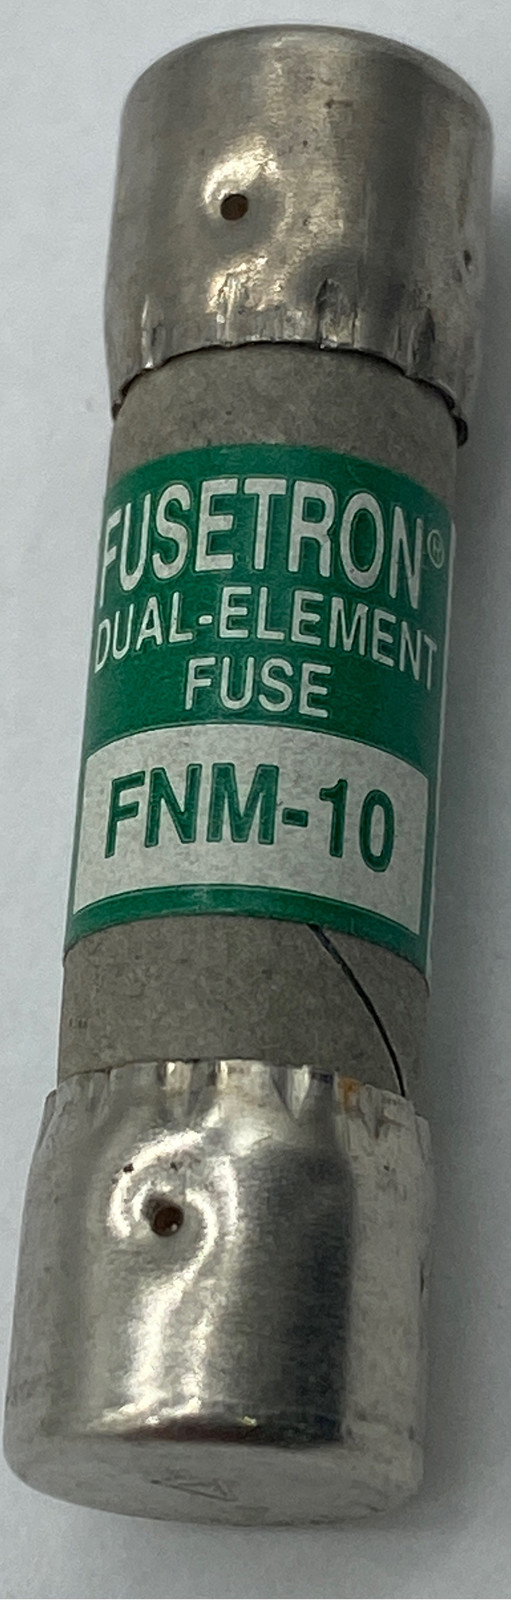 FUSETRON®
DUAL-ELEMENT
FUSE
FNM-10